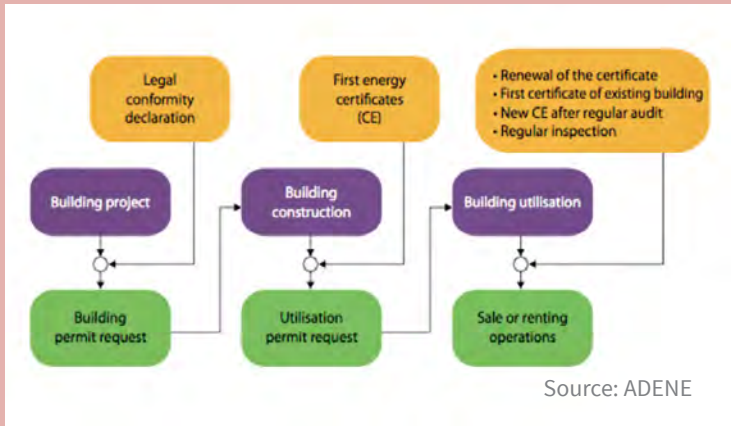 Legal
conformity
declaration
First energy
certificates
(CE)
• Renewal of the certificate
• First certificate of existing building
• New CE after regular audit
• Regular inspection
Building project
Building
construction
Building utilisation
Building
permit request
Utilisation
permit request
Sale or renting
operations
Source: ADENE